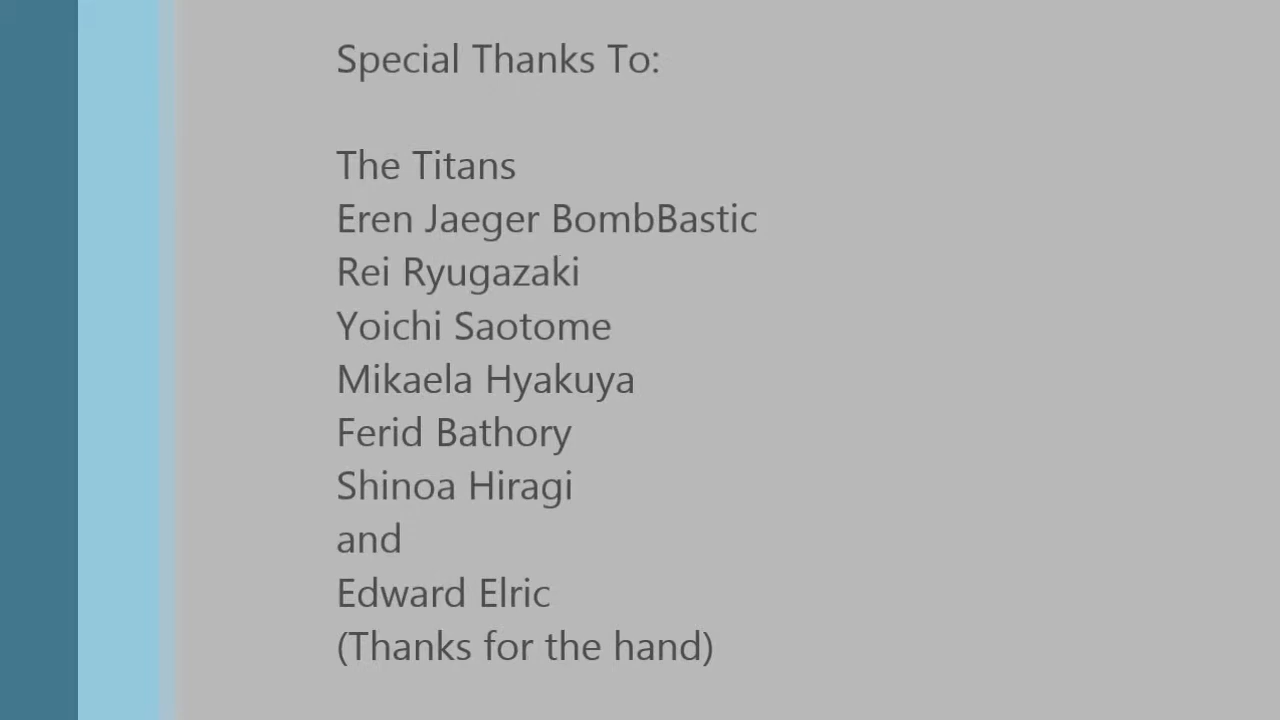 Special Thanks To:
The Titans
Eren Jaeger BombBastic
Rei Ryugazaki
Yoichi Saotome
Mikaela Hyakuya
Ferid Bathory
Shinoa Hiragi
and
Edward Elric
(Thanks for the hand)